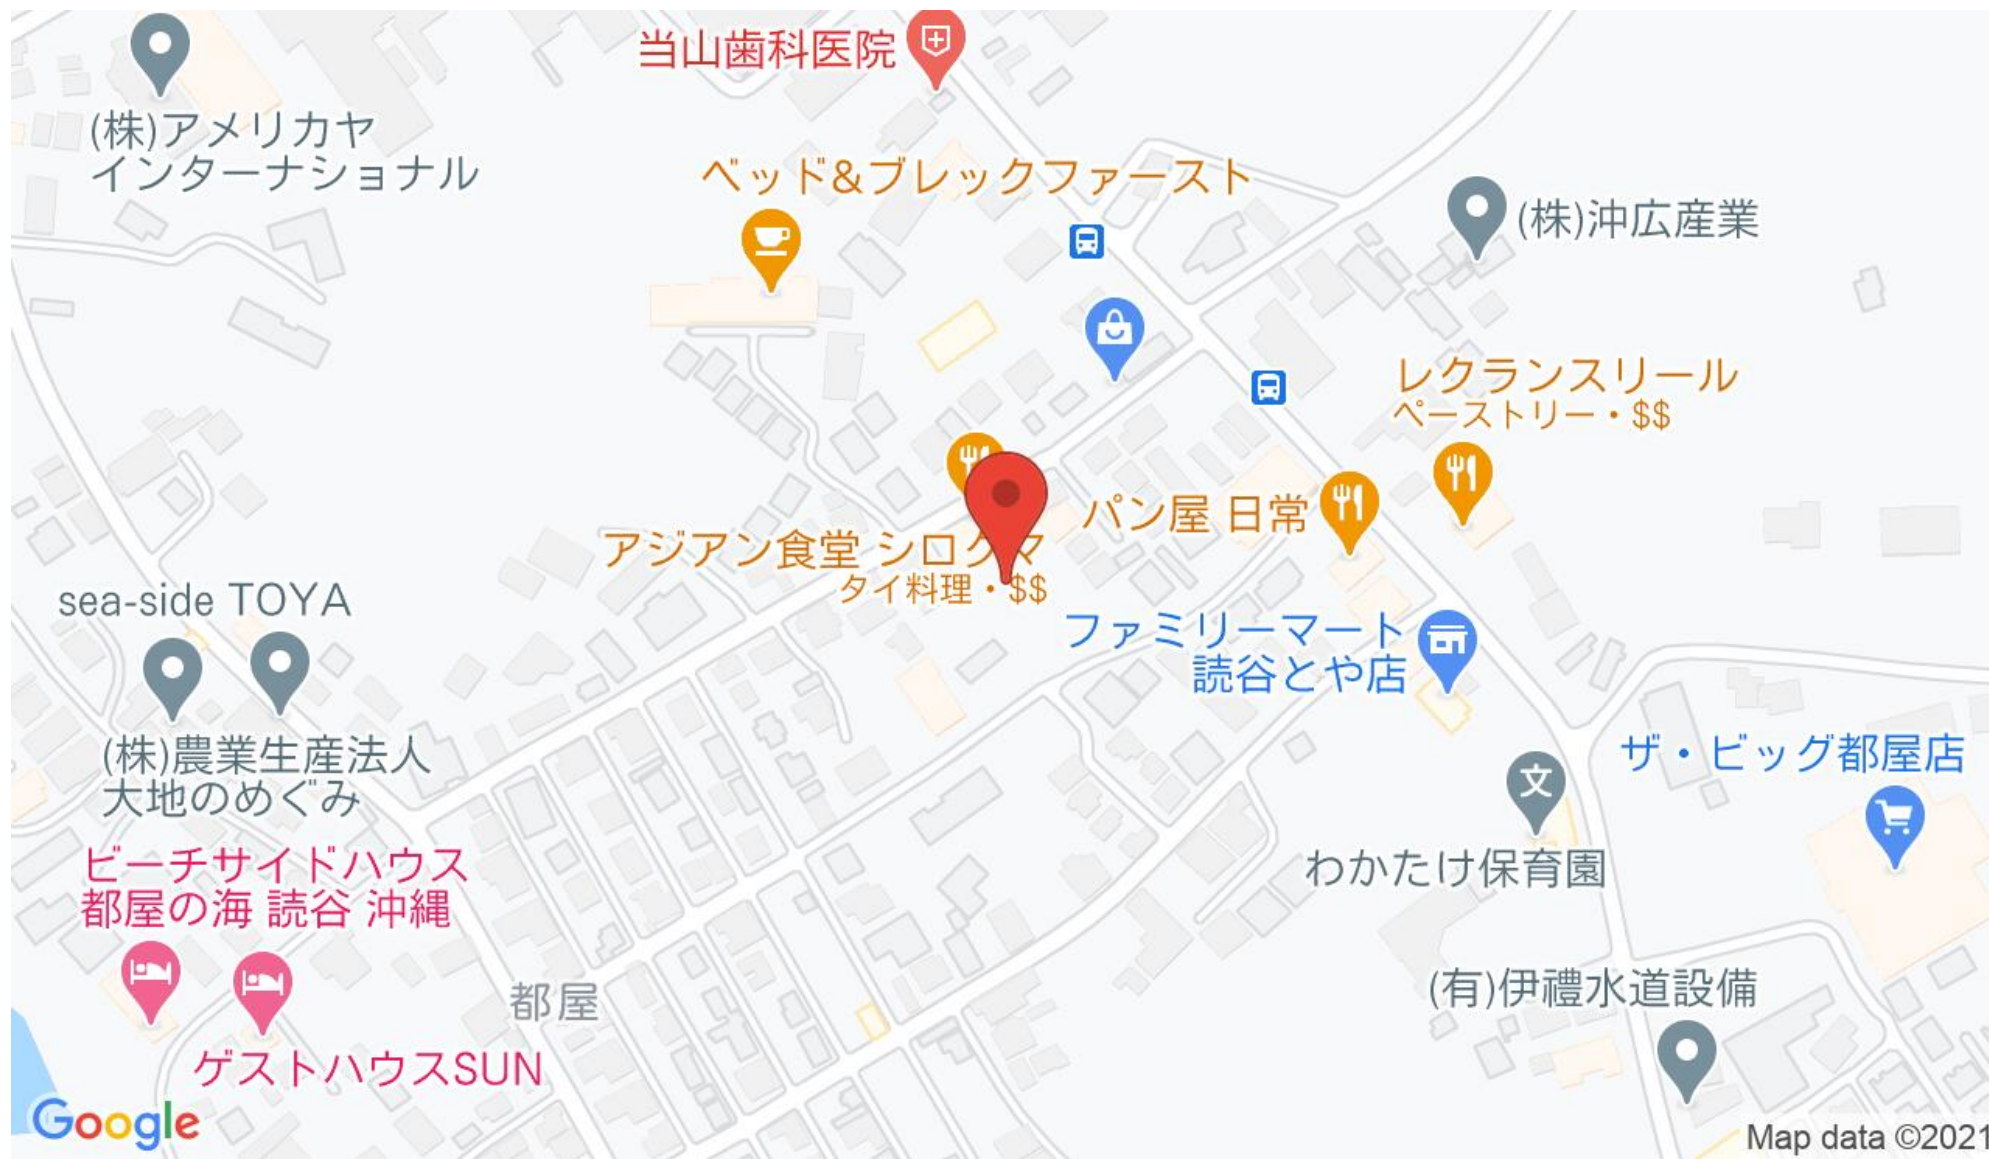 当山歯科医院
(株)アメリカヤ
インターナショナル
ベッド&ブレックファースト
(株)沖広産業
レクランスリール
ペーストリー・$$
パン屋 日常
アジアン食堂 シロクマ
タイ料理・$$
sea-side TOYA
ファミリーマート
読谷とや店
(株)農業生産法人
大地のめぐみ
ザ・ビッグ都屋店
文
わかたけ保育園
ビーチサイドハウス
都屋の海 読谷 沖縄
都屋
(有)伊禮水道設備
ゲストハウスSUN
Google
Map data ©2021